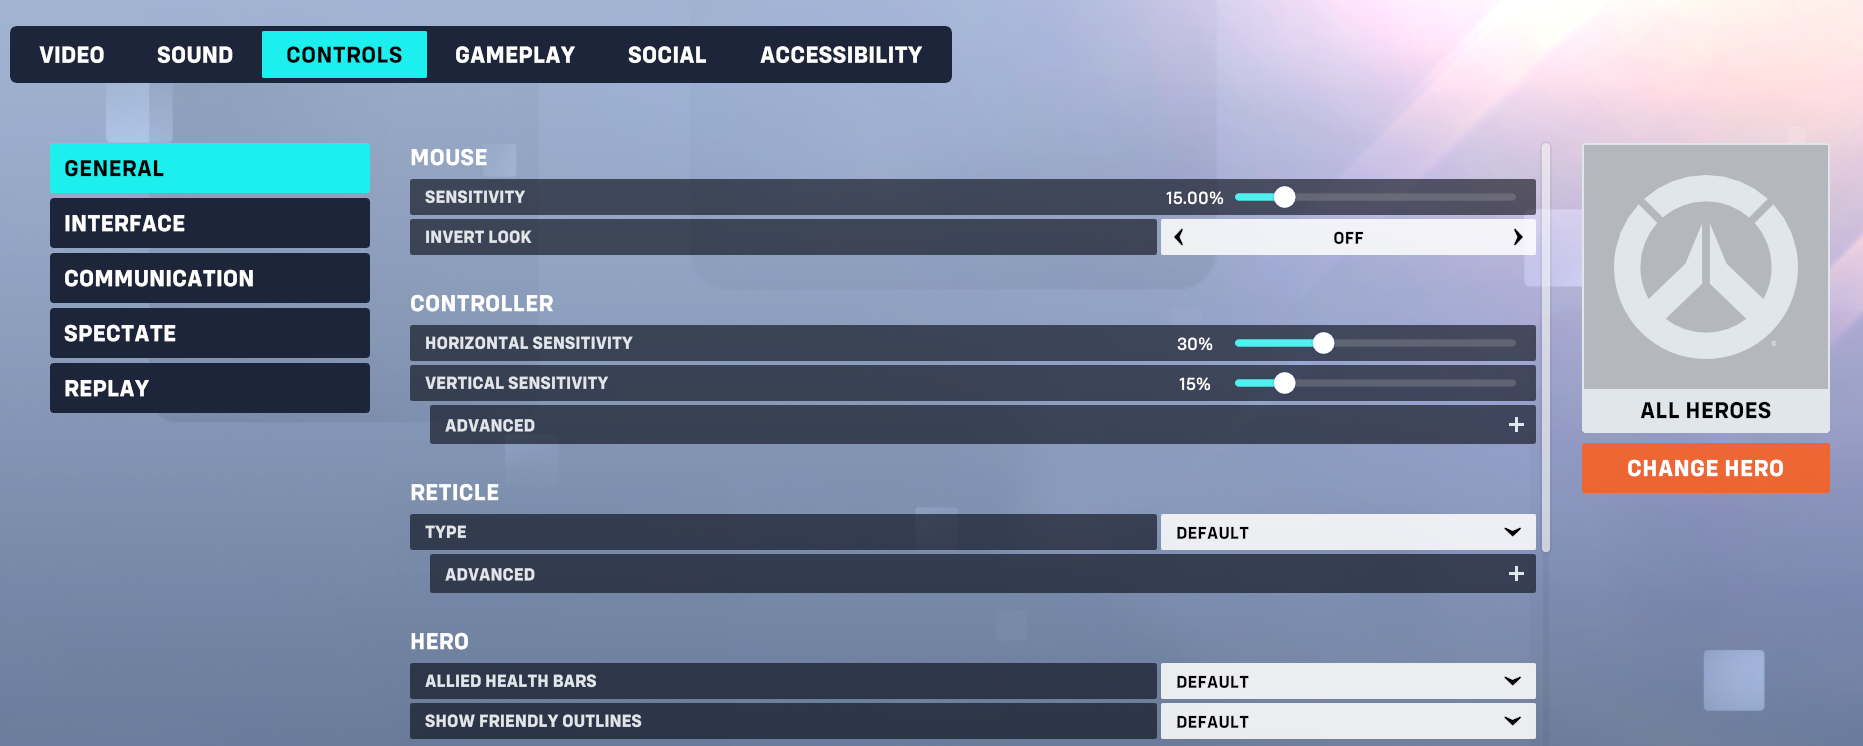 VIDEO SOUND CONTROLS GAMEPLAY SOCIAL ACCESSIBILITY
GENERAL
INTERFACE
COMMUNICATION
SPECTATE
REPLAY
MOUSE
SENSITIVITY 15.00%
INVERT LOOK OFF
CONTROLLER
HORIZONTAL SENSITIVITY 30%
VERTICAL SENSITIVITY 15%
ADVANCED +
RETICLE
TYPE DEFAULT
ADVANCED +
HERO
ALLIED HEALTH BARS DEFAULT
SHOW FRIENDLY OUTLINES DEFAULT
ALL HEROES
CHANGE HERO